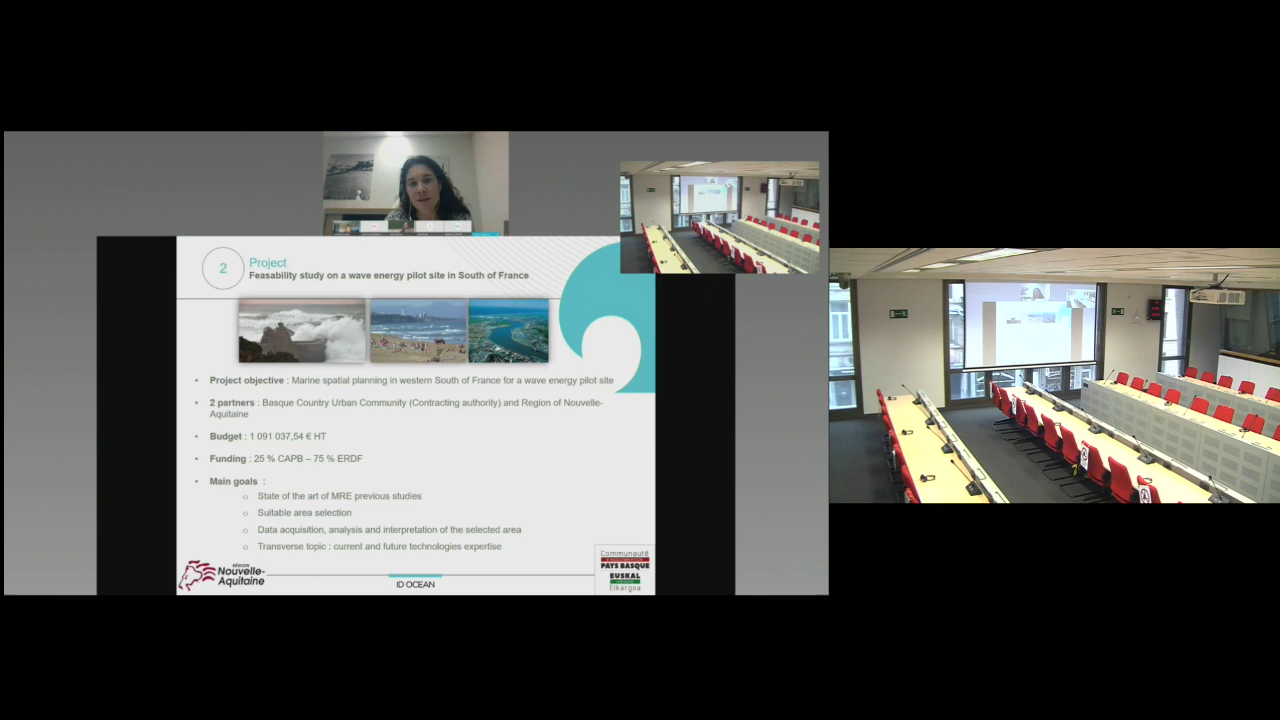 2
Project
Feasability study on a wave energy pilot site in South of France
• Project objective : Marine spatial planning in western South of France for a wave energy pilot site
• 2 partners : Basque Country Urban Community (Contracting authority) and Region of Nouvelle-
Aquitaine
• Budget : 1 091 037,54 € HT
• Funding : 25 % CAPB – 75 % ERDF
• Main goals :
o State of the art of MRE previous studies
o Suitable area selection
o Data acquisition, analysis and interpretation of the selected area
o Transverse topic : current and future technologies expertise
RÉGION
Nouvelle-
Aquitaine
ID OCEAN
Communauté
PAYS BASQUE
EUSKAL
Elkargoa